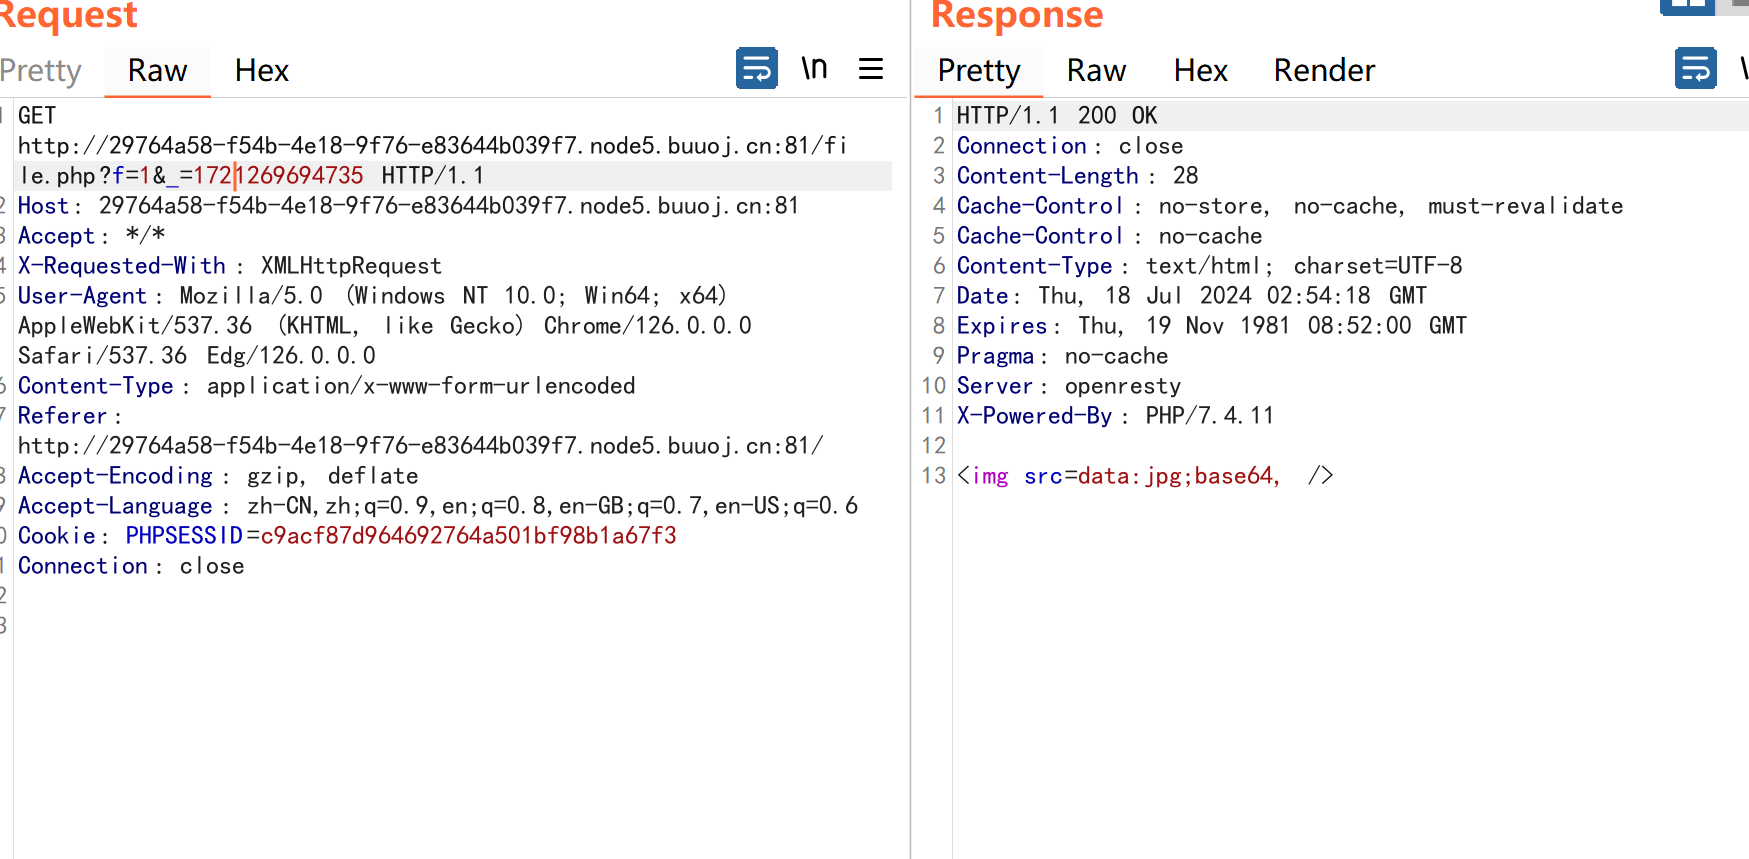 Request
Pretty Raw Hex \n
GET
http://29764a58-f54b-4e18-9f76-e83644b039f7.node5.buuoj.cn:81/fi
le.php?f=1&_=1721269694735 HTTP/1.1
2 Host: 29764a58-f54b-4e18-9f76-e83644b039f7.node5.buuoj.cn:81
3 Accept: */*
4 X-Requested-With: XMLHttpRequest
5 User-Agent: Mozilla/5.0 (Windows NT 10.0; Win64; x64)
AppleWebKit/537.36 (KHTML, like Gecko) Chrome/126.0.0.0
Safari/537.36 Edg/126.0.0.0
6 Content-Type: application/x-www-form-urlencoded
7 Referer:
http://29764a58-f54b-4e18-9f76-e83644b039f7.node5.buuoj.cn:81/
8 Accept-Encoding: gzip, deflate
9 Accept-Language: zh-CN,zh;q=0.9,en;q=0.8,en-GB;q=0.7,en-US;q=0.6
0 Cookie: PHPSESSID=c9acf87d964692764a501bf98b1a67f3
1 Connection: close
2
3
Response
Pretty Raw Hex Render
1 HTTP/1.1 200 OK
2 Connection: close
3 Content-Length: 28
4 Cache-Control: no-store, no-cache, must-revalidate
5 Cache-Control: no-cache
6 Content-Type: text/html; charset=UTF-8
7 Date: Thu, 18 Jul 2024 02:54:18 GMT
8 Expires: Thu, 19 Nov 1981 08:52:00 GMT
9 Pragma: no-cache
10 Server: openresty
11 X-Powered-By: PHP/7.4.11
12
13 <img src=data:jpg;base64, />